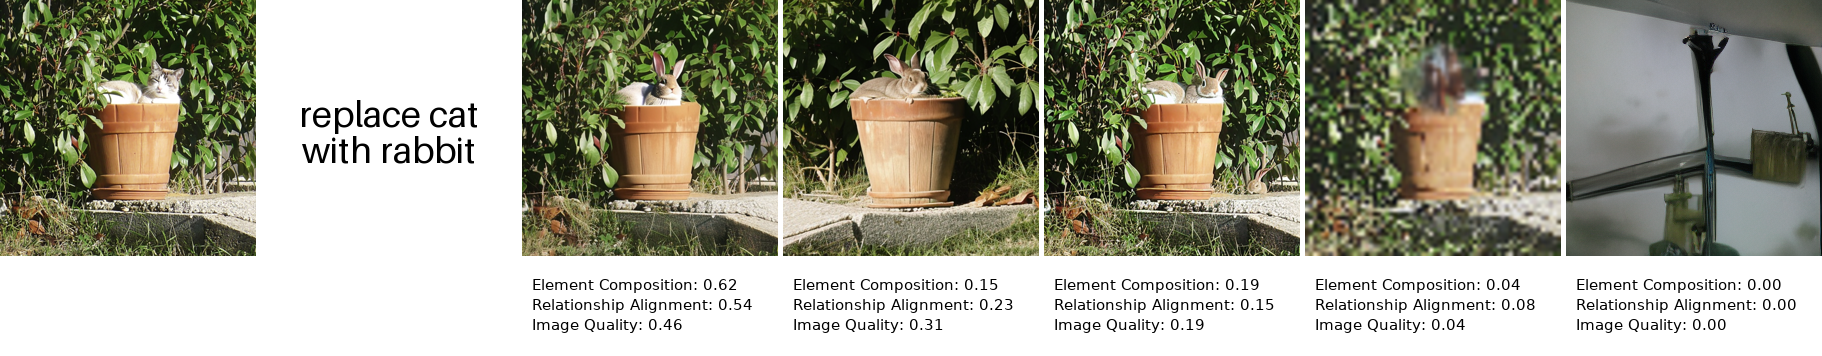 replace cat
with rabbit
Element Composition: 0.62
Relationship Alignment: 0.54
Image Quality: 0.46
Element Composition: 0.15
Relationship Alignment: 0.23
Image Quality: 0.31
Element Composition: 0.19
Relationship Alignment: 0.15
Image Quality: 0.19
Element Composition: 0.04
Relationship Alignment: 0.08
Image Quality: 0.04
Element Composition: 0.00
Relationship Alignment: 0.00
Image Quality: 0.00